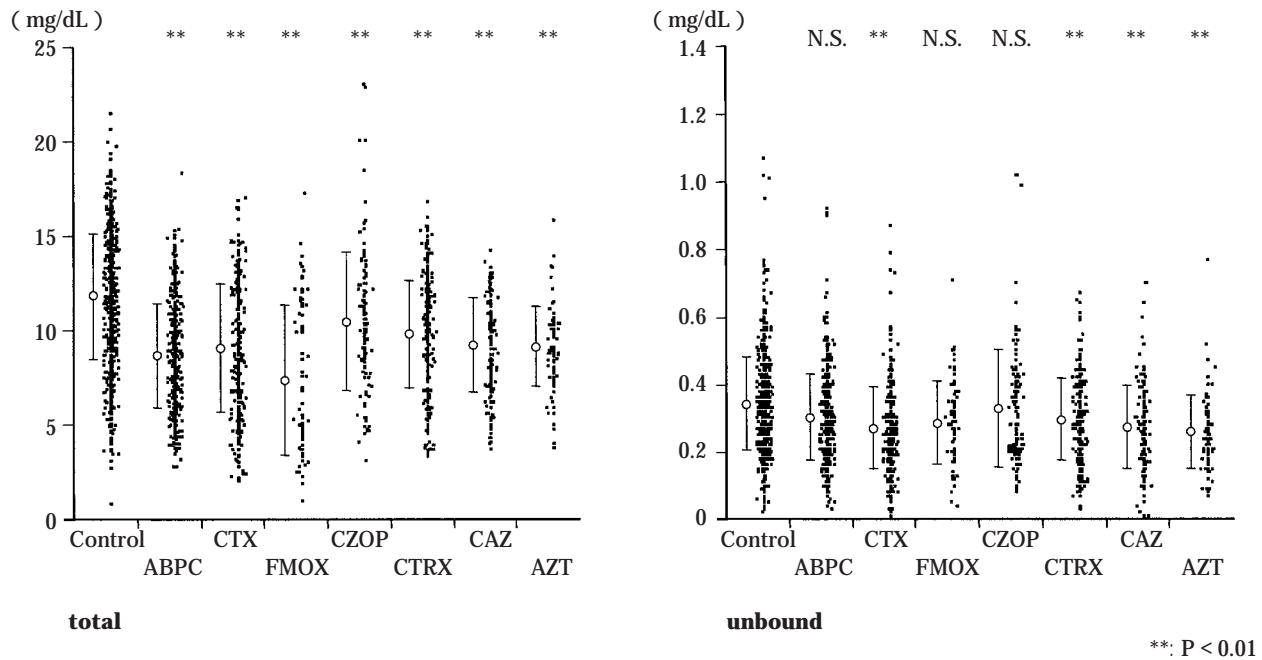 ( mg/dL )
** ** ** ** ** ** **
25
20
15
10
5
0
Control CTX CZOP CAZ
ABPC FMOX CTRX AZT
total
( mg/dL )
N.S. ** N.S. N.S. ** ** **
1.4
1.2
1.0
0.8
0.6
0.4
0.2
0
Control CTX CZOP CAZ
ABPC FMOX CTRX AZT
unbound
**: P < 0.01